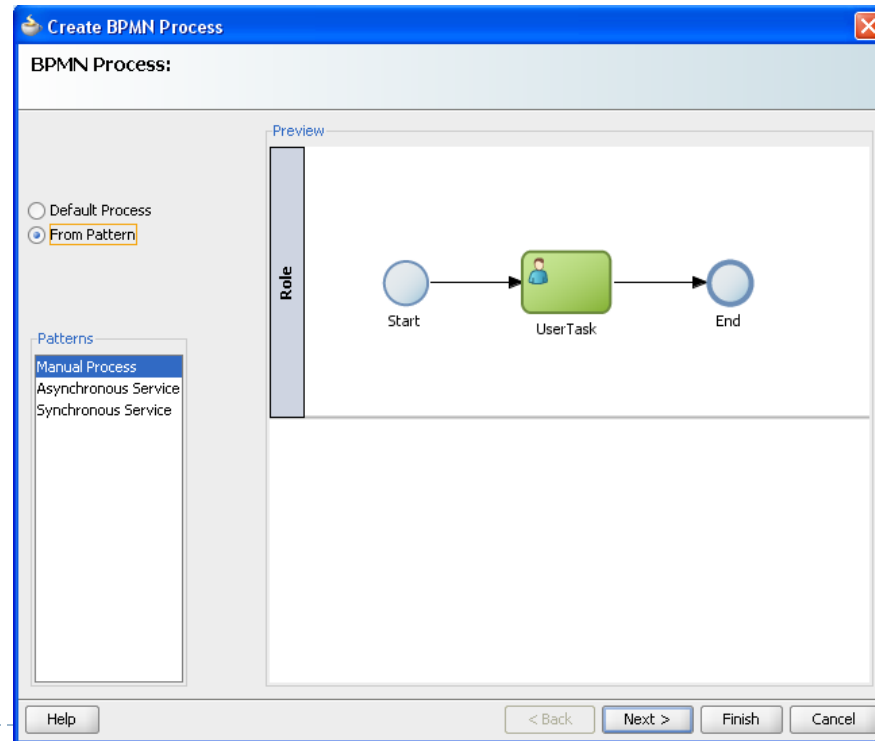 Create BPMN Process
BPMN Process:
Default Process
From Pattern
Patterns
Manual Process
Asynchronous Service
Synchronous Service
Preview
Role
Start
UserTask
End
Help
< Back
Next >
Finish
Cancel